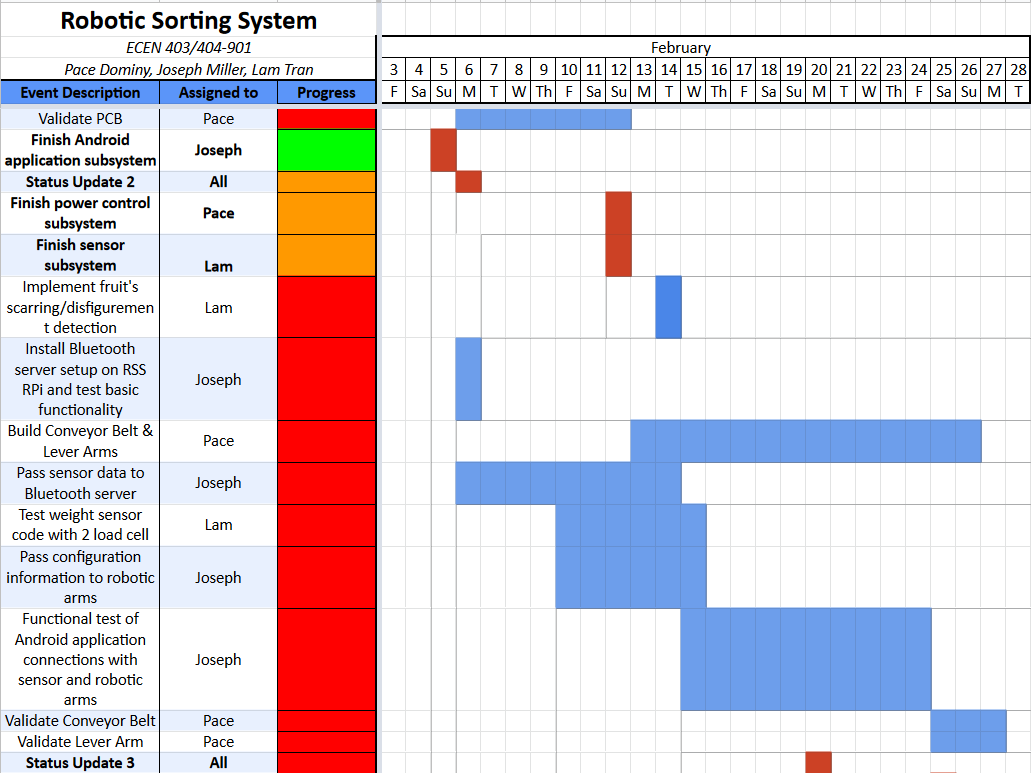 Robotic Sorting System
ECEN 403/404-901
February
Pace Dominy, Joseph Miller, Lam Tran
3 4 5 6 7 8 9 10 11 12 13 14 15 16 17 18 19 20 21 22 23 24 25 26 27 28
Event Description Assigned to Progress
F Sa Su M T W Th F Sa Su M T W Th F Sa Su M T W Th F Sa Su M T
Validate PCB Pace
Finish Android
application subsystem
Joseph
Status Update 2 All
Finish power control
subsystem
Pace
Finish sensor
subsystem
Lam
Implement fruit's
scarring/disfiguremen
t detection
Lam
Install Bluetooth
server setup on RSS
RPi and test basic
functionality
Joseph
Build Conveyor Belt &
Lever Arms
Pace
Pass sensor data to
Bluetooth server
Joseph
Test weight sensor
code with 2 load cell
Lam
Pass configuration
information to robotic
arms
Joseph
Functional test of
Android application
connections with
sensor and robotic
arms
Joseph
Validate Conveyor Belt Pace
Validate Lever Arm Pace
Status Update 3 All